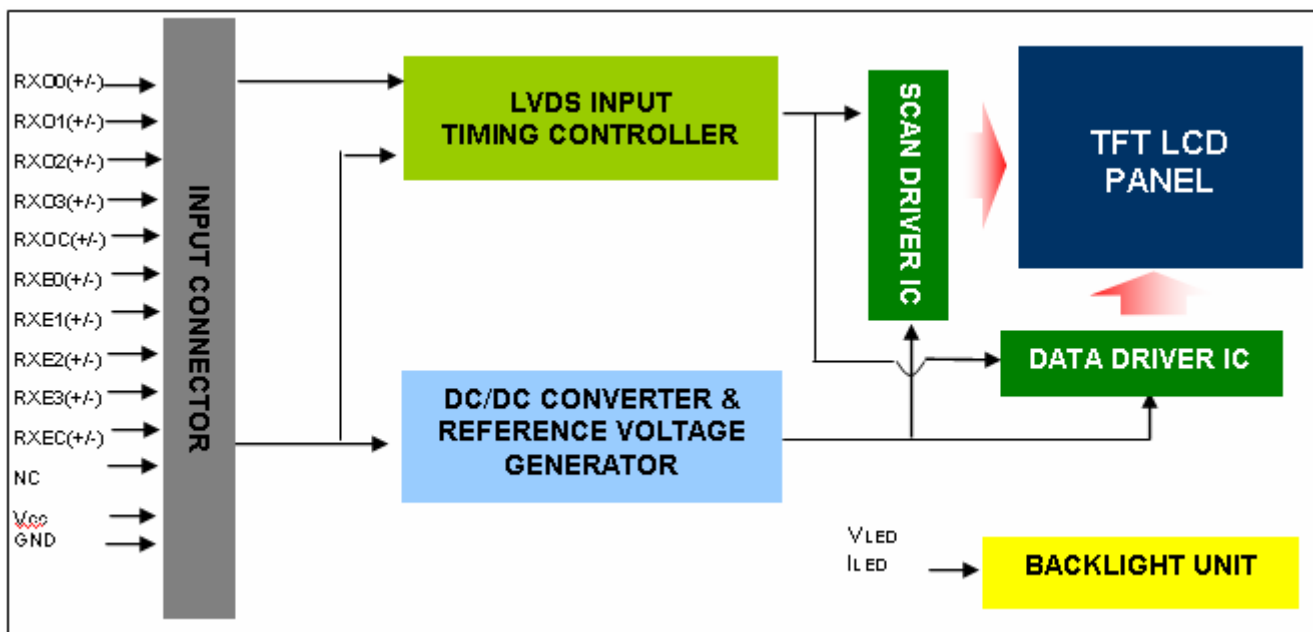 RXO0(+/-)
RXO1(+/-)
RXO2(+/-)
RXO3(+/-)
RXOC(+/-)
RXE0(+/-)
RXE1(+/-)
RXE2(+/-)
RXE3(+/-)
RXEC(+/-)
NC
Vcc
GND
INPUT CONNECTOR
LVDS INPUT
TIMING CONTROLLER
DC/DC CONVERTER &
REFERENCE VOLTAGE
GENERATOR
SCAN DRIVER IC
TFT LCD
PANEL
DATA DRIVER IC
VLED
ILED
BACKLIGHT UNIT